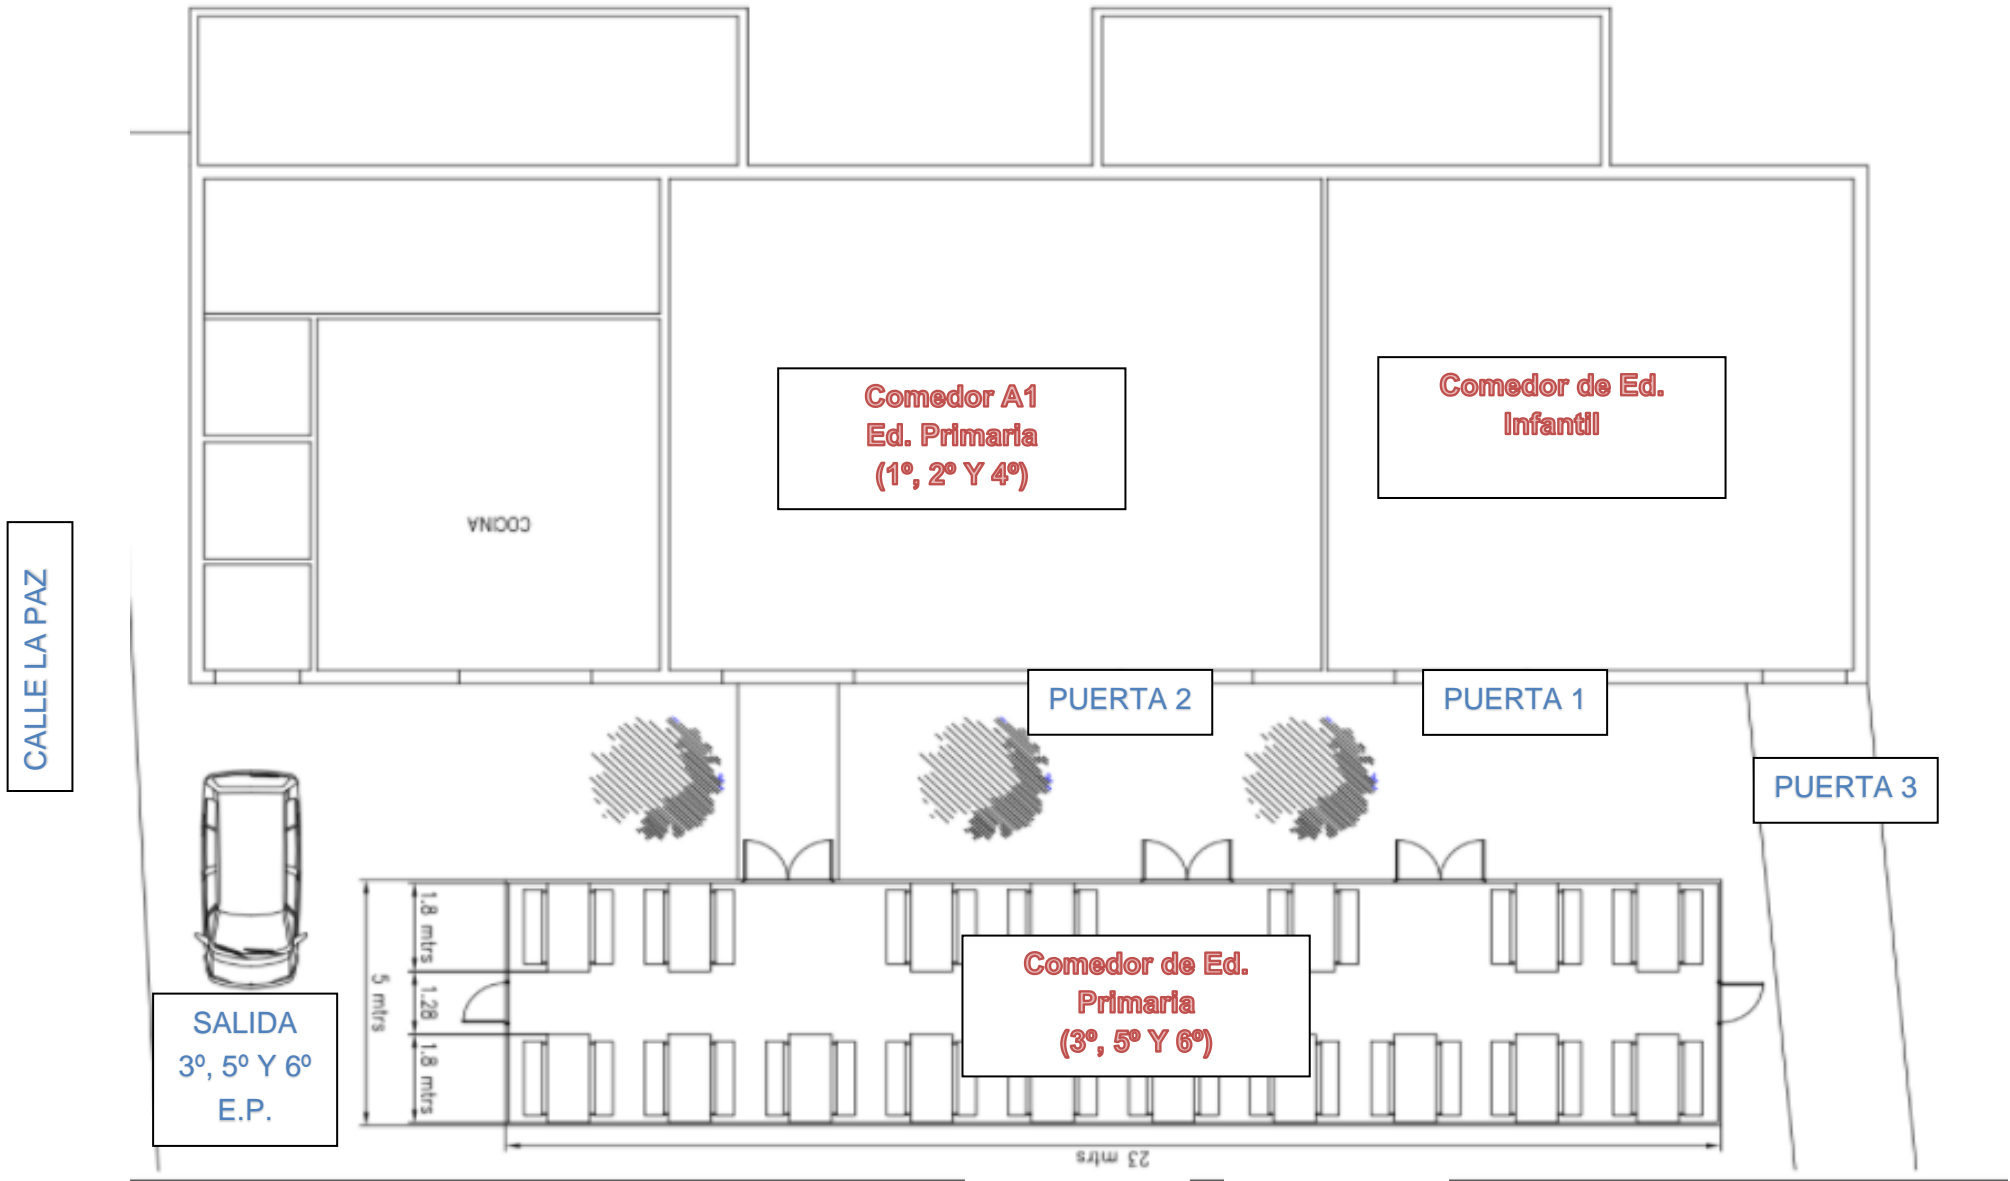 Comedor A1
Ed. Primaria
(1º, 2º Y 4º)
Comedor de Ed.
Infantil
COCINA
CALLE LA PAZ
PUERTA 2
PUERTA 1
PUERTA 3
1.8 mtrs
5 mtrs
1.28
1.8 mtrs
Comedor de Ed.
Primaria
(3º, 5º Y 6º)
SALIDA
3º, 5º Y 6º
E.P.
23 mtrs